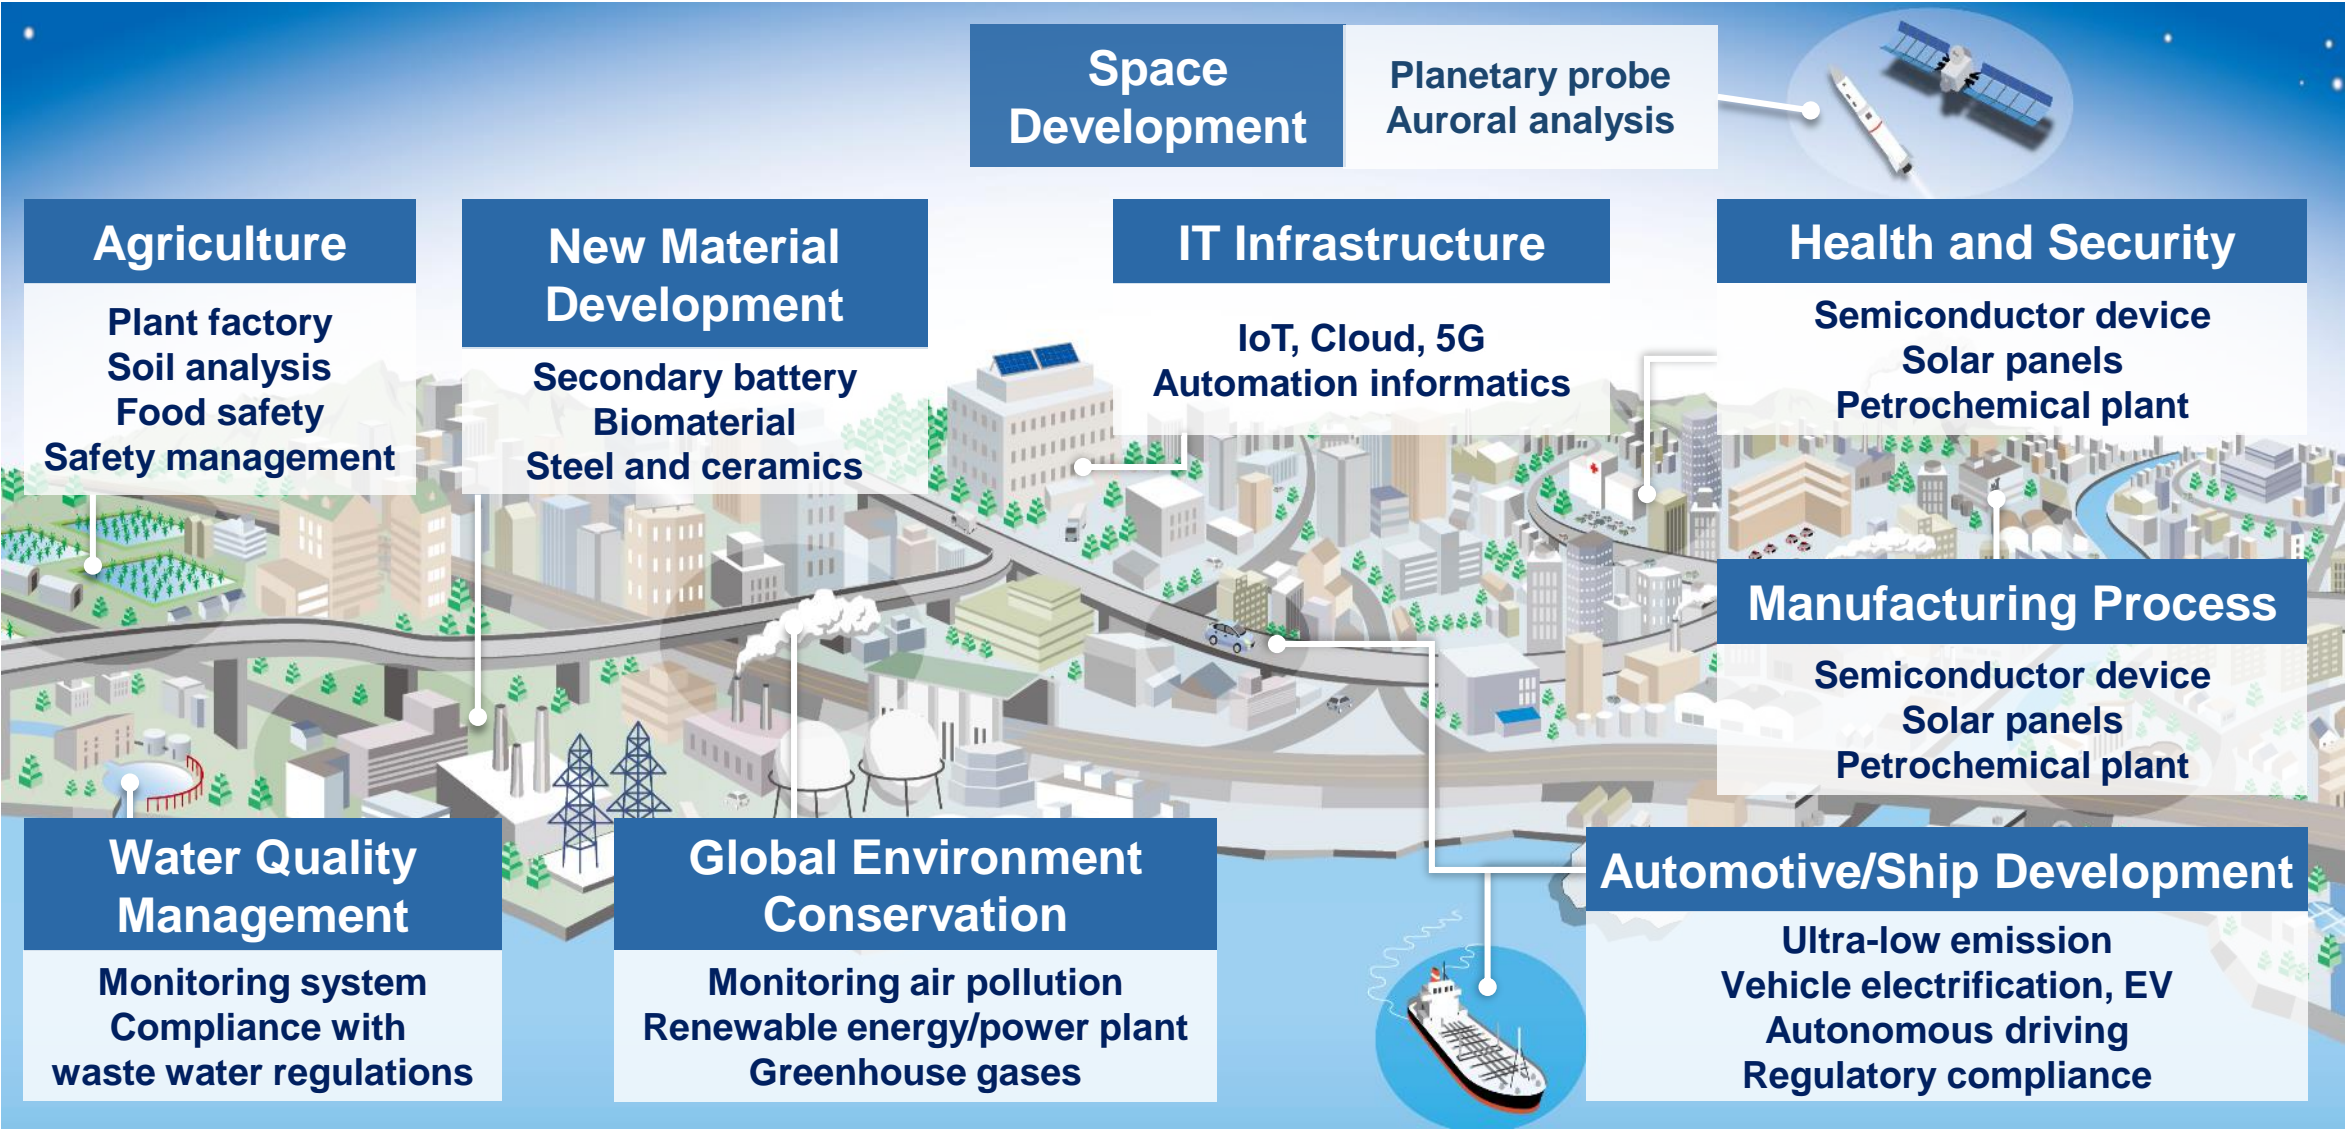 Space
Development
Planetary probe
Auroral analysis
Agriculture
Plant factory
Soil analysis
Food safety
Safety management
New Material
Development
Secondary battery
Biomaterial
Steel and ceramics
IT Infrastructure
IoT, Cloud, 5G
Automation informatics
Health and Security
Semiconductor device
Solar panels
Petrochemical plant
Manufacturing Process
Semiconductor device
Solar panels
Petrochemical plant
Water Quality
Management
Monitoring system
Compliance with
waste water regulations
Global Environment
Conservation
Monitoring air pollution
Renewable energy/power plant
Greenhouse gases
Automotive/Ship Development
Ultra-low emission
Vehicle electrification, EV
Autonomous driving
Regulatory compliance